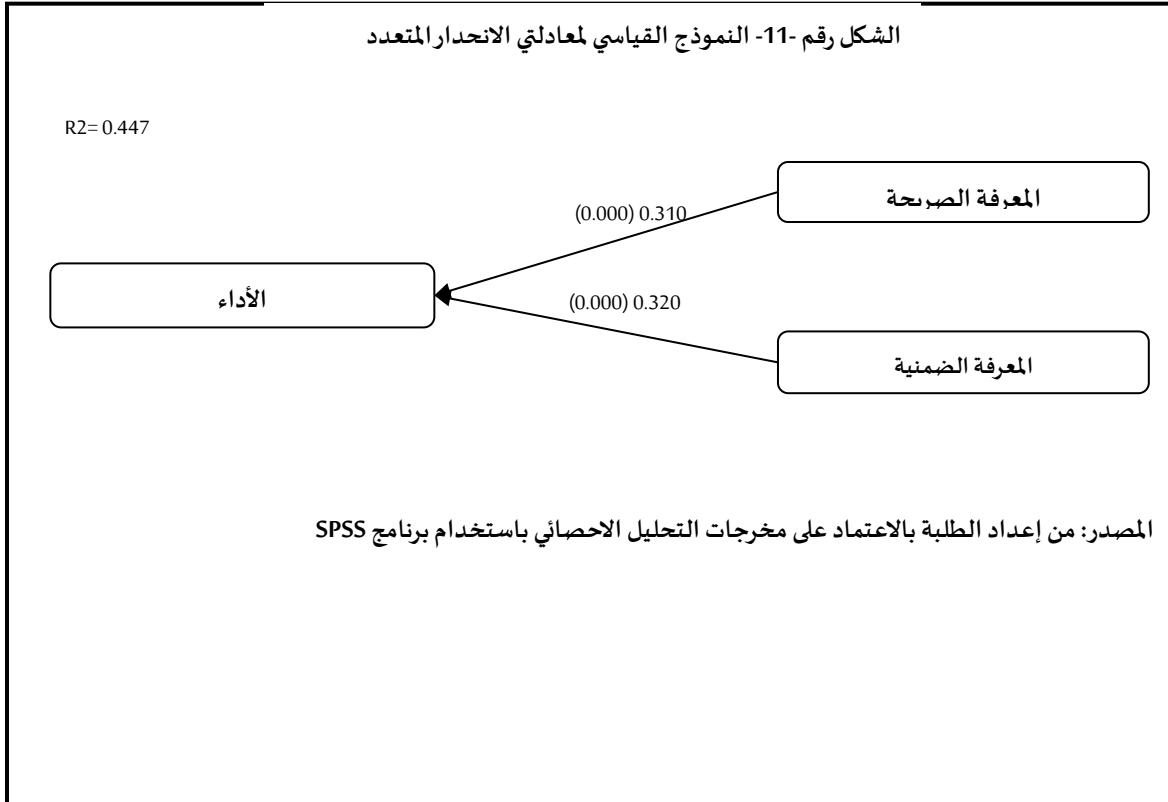 الشكل رقم -11- النموذج القياسي لمعادلتي الانحدار المتعدد
R2= 0.447
المعرفة الصريحة
(0.000) 0.310
الأداء
(0.000) 0.320
المعرفة الضمنية
المصدر: من إعداد الطلبة بالاعتماد على مخرجات التحليل الاحصائي باستخدام برنامج SPSS